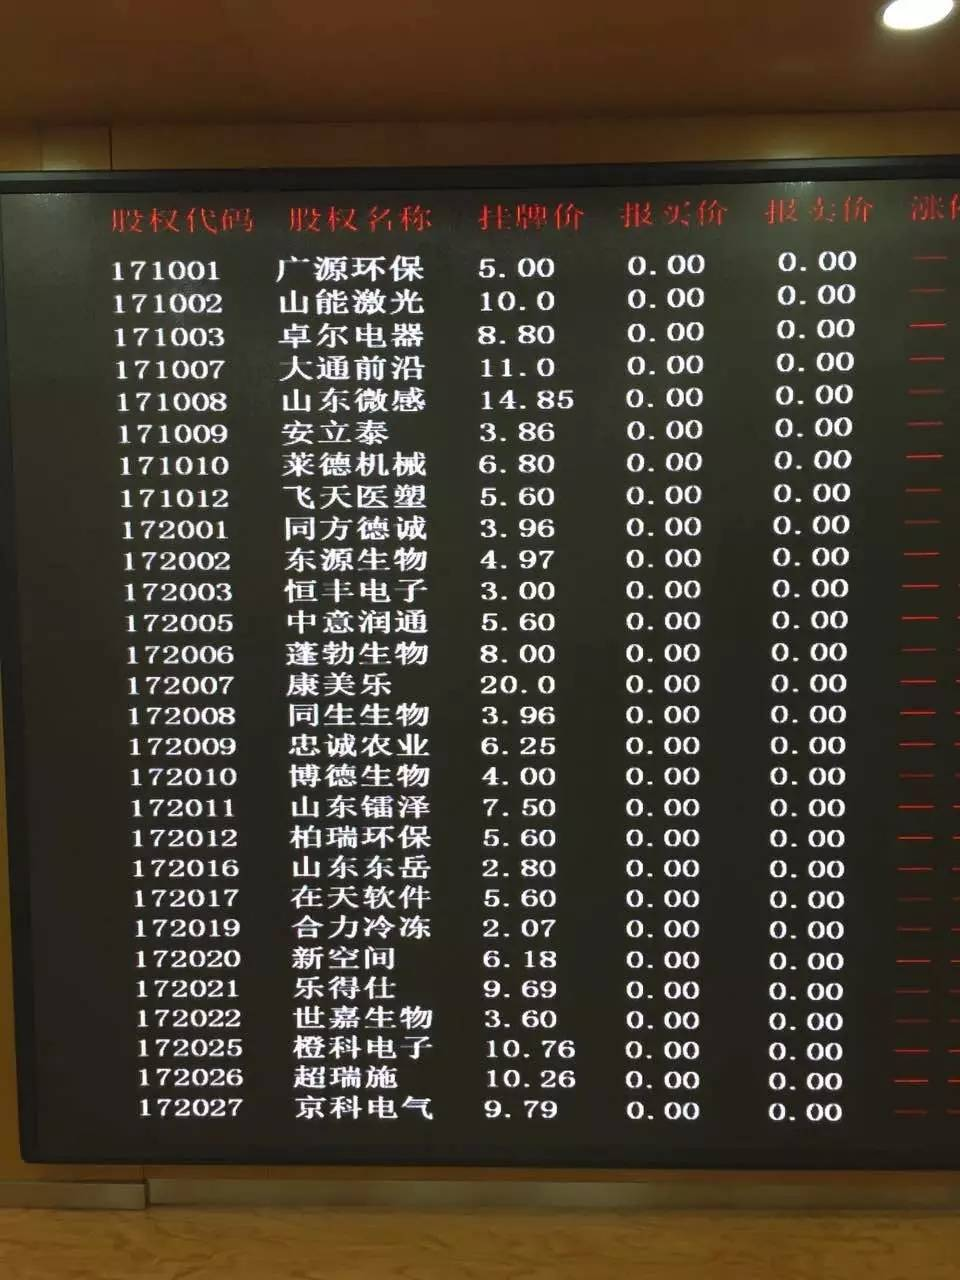 股权代码 股权名称 挂牌价 报买价 报卖价 涨
171001 广源环保 5.00 0.00 0.00 —
171002 山能激光 10.0 0.00 0.00 —
171003 卓尔电器 8.80 0.00 0.00 —
171007 大通前沿 11.0 0.00 0.00 —
171008 山东微感 14.85 0.00 0.00 —
171009 安立泰 3.86 0.00 0.00 —
171010 莱德机械 6.80 0.00 0.00 —
171012 飞天医塑 5.60 0.00 0.00 —
172001 同方德诚 3.96 0.00 0.00 —
172002 东源生物 4.97 0.00 0.00 —
172003 恒丰电子 3.00 0.00 0.00 —
172005 中意润通 5.60 0.00 0.00 —
172006 蓬勃生物 8.00 0.00 0.00 —
172007 康美乐 20.0 0.00 0.00 —
172008 同生生物 3.96 0.00 0.00 —
172009 忠诚农业 6.25 0.00 0.00 —
172010 博德生物 4.00 0.00 0.00 —
172011 山东镭泽 7.50 0.00 0.00 —
172012 柏瑞环保 5.60 0.00 0.00 —
172016 山东东岳 2.80 0.00 0.00 —
172017 在天软件 5.60 0.00 0.00 —
172019 合力冷冻 2.07 0.00 0.00 —
172020 新空间 6.18 0.00 0.00 —
172021 乐得仕 9.69 0.00 0.00 —
172022 世嘉生物 3.60 0.00 0.00 —
172025 橙科电子 10.76 0.00 0.00 —
172026 超瑞施 10.26 0.00 0.00 —
172027 京科电气 9.79 0.00 0.00 —